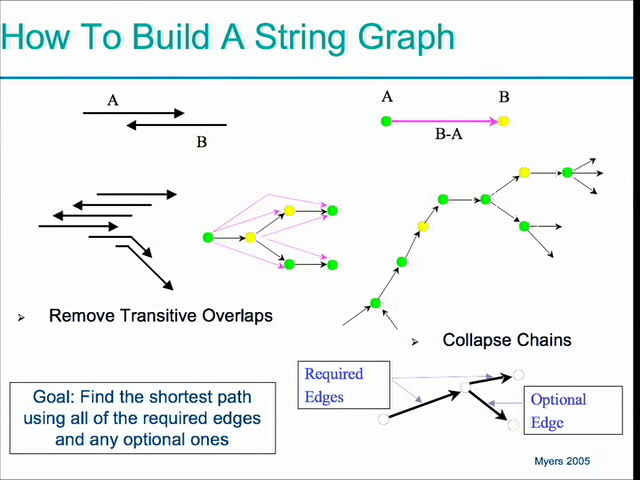 How To Build A String Graph
A
B
A
B
B-A
Remove Transitive Overlaps
Collapse Chains
Required
Edges
Optional
Edge
Goal: Find the shortest path
using all of the required edges
and any optional ones
Myers 2005